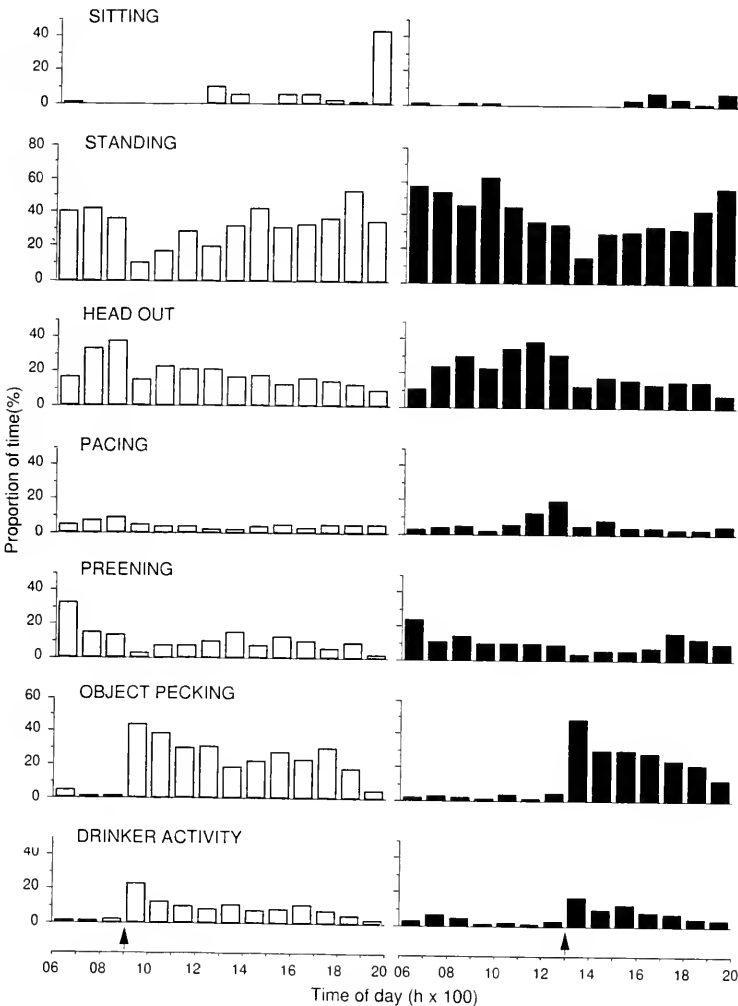 SITTING
40
20
0
STANDING
80
60
40
20
0
HEAD OUT
40
20
0
PACING
40
20
0
PREENING
40
20
0
OBJECT PECKING
60
40
20
0
DRINKER ACTIVITY
40
20
0
Proportion of time(%)
06 08 10 12 14 16 18 20 06 08 10 12 14 16 18 20
Time of day (h x 100)